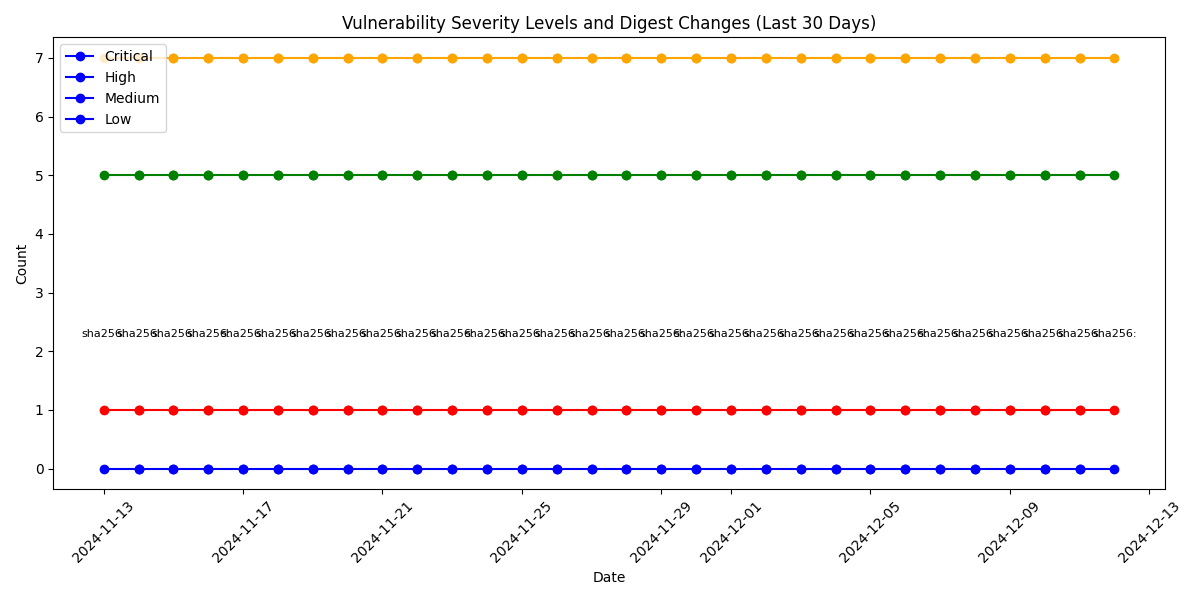 Vulnerability Severity Levels and Digest Changes (Last 30 Days)
Critical
High
Medium
Low
7
6
5
4
3
2
1
0
Count
sha256: sha256: sha256: sha256: sha256: sha256: sha256: sha256: sha256: sha256: sha256: sha256: sha256: sha256: sha256: sha256: sha256: sha256: sha256: sha256: sha256: sha256: sha256: sha256: sha256: sha256: sha256: sha256: sha256: sha256:
2024-11-13
2024-11-17
2024-11-21
2024-11-25
2024-11-29
2024-12-01
2024-12-05
2024-12-09
2024-12-13
Date